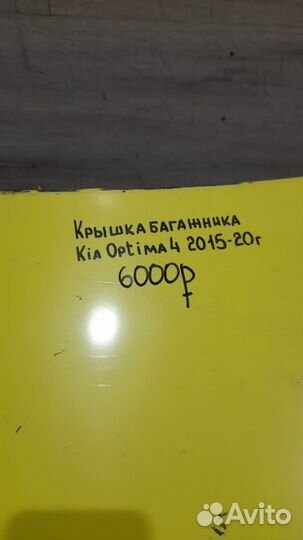 Крышка багажника
Kia Optima 4 2015-20г
6000р
Avito